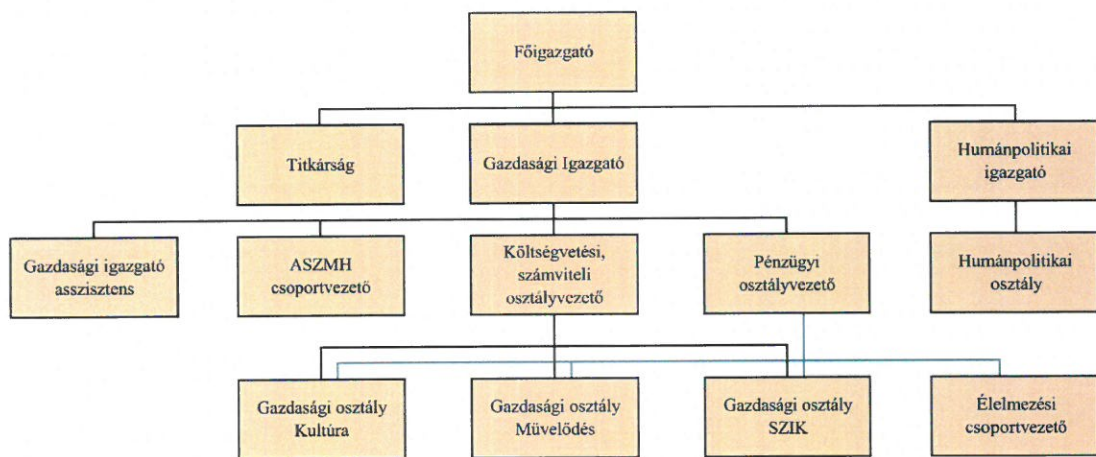 Főigazgató
Titkárság
Gazdasági Igazgató
Humánpolitikai
igazgató
Gazdasági igazgató
asszisztens
ASZMH
csoportvezető
Költségvetési,
számviteli
osztályvezető
Pénzügyi
osztályvezető
Humánpolitikai
osztály
Gazdasági osztály
Kultúra
Gazdasági osztály
Művelődés
Gazdasági osztály
SZIK
Élelmezési
csoportvezető